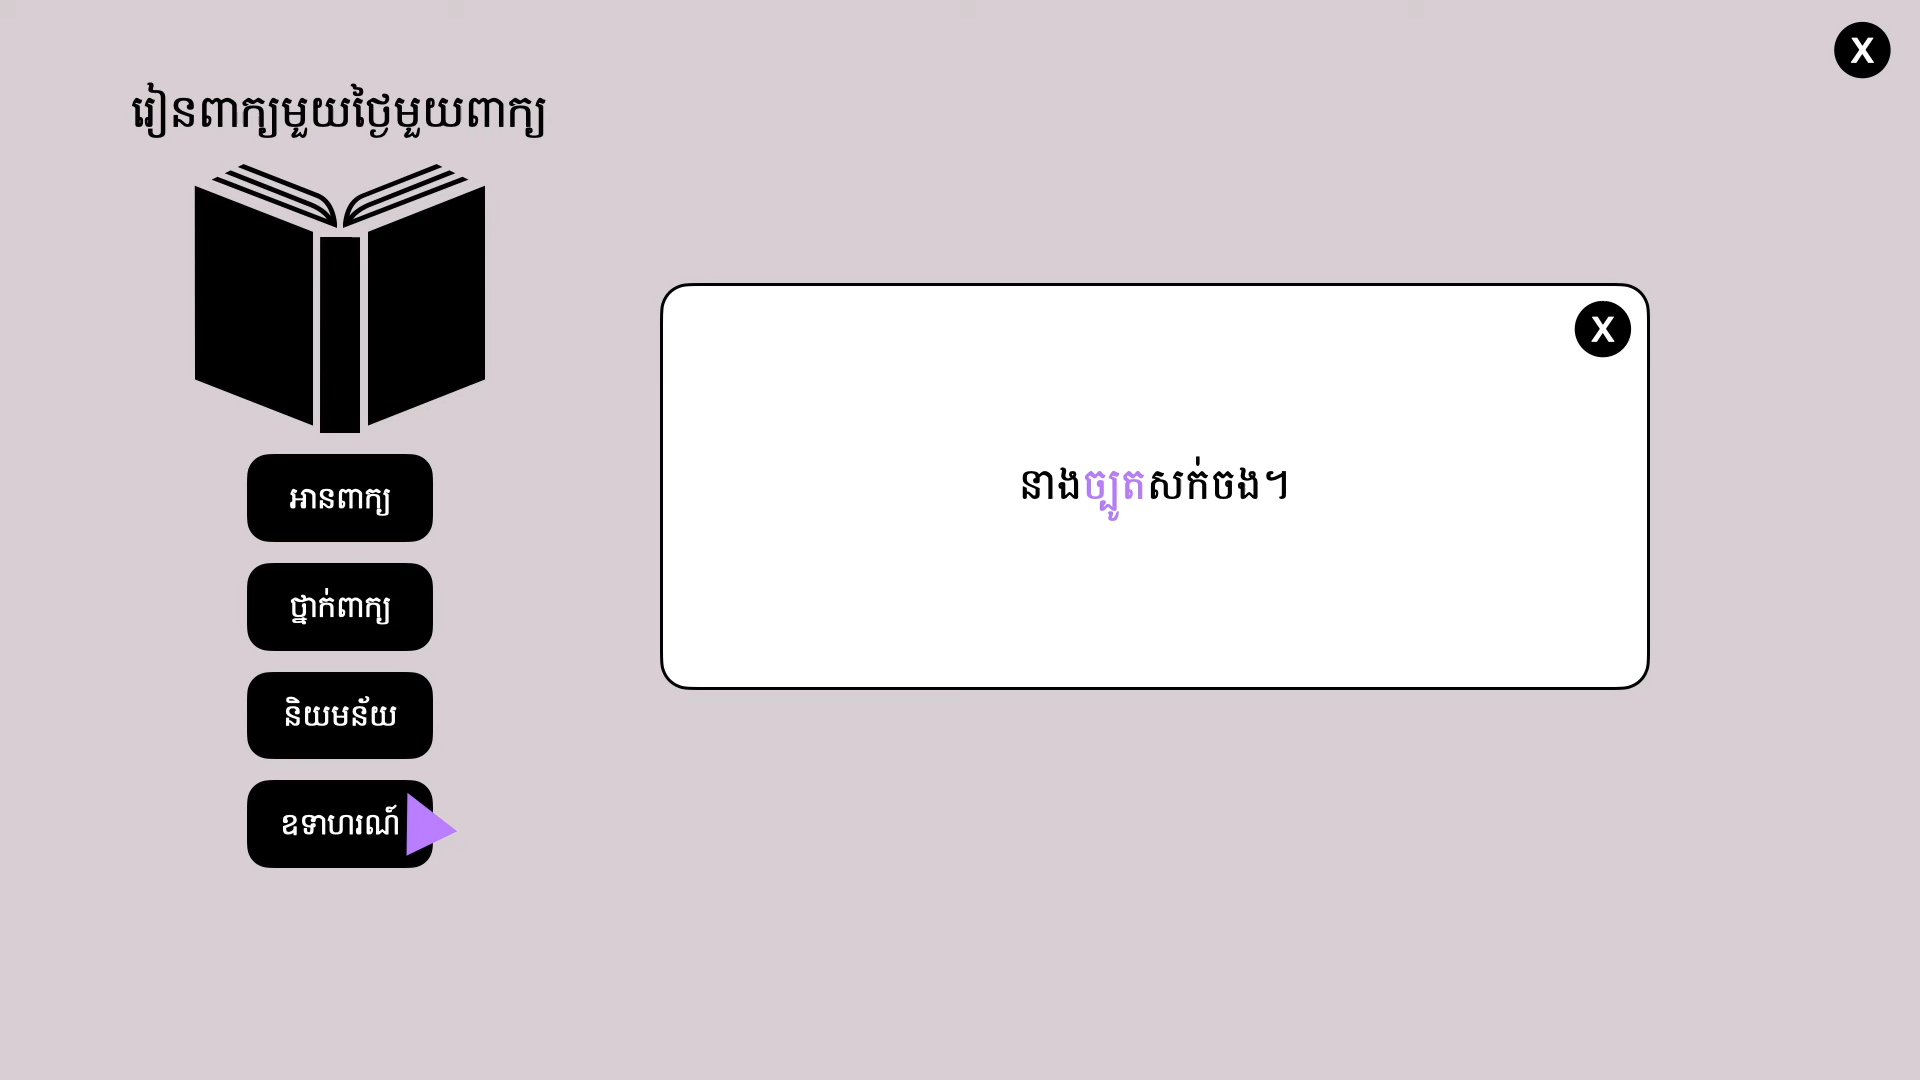 X
រៀនពាក្យមួយថ្ងៃមួយពាក្យ
X
នាងច្បូតសក់ចង។
អានពាក្យ
ថ្នាក់ពាក្យ
និយមន័យ
ឧទាហរណ៍